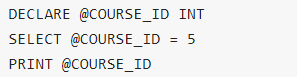 DECLARE @COURSE_ID INT
SELECT @COURSE_ID = 5
PRINT @COURSE_ID